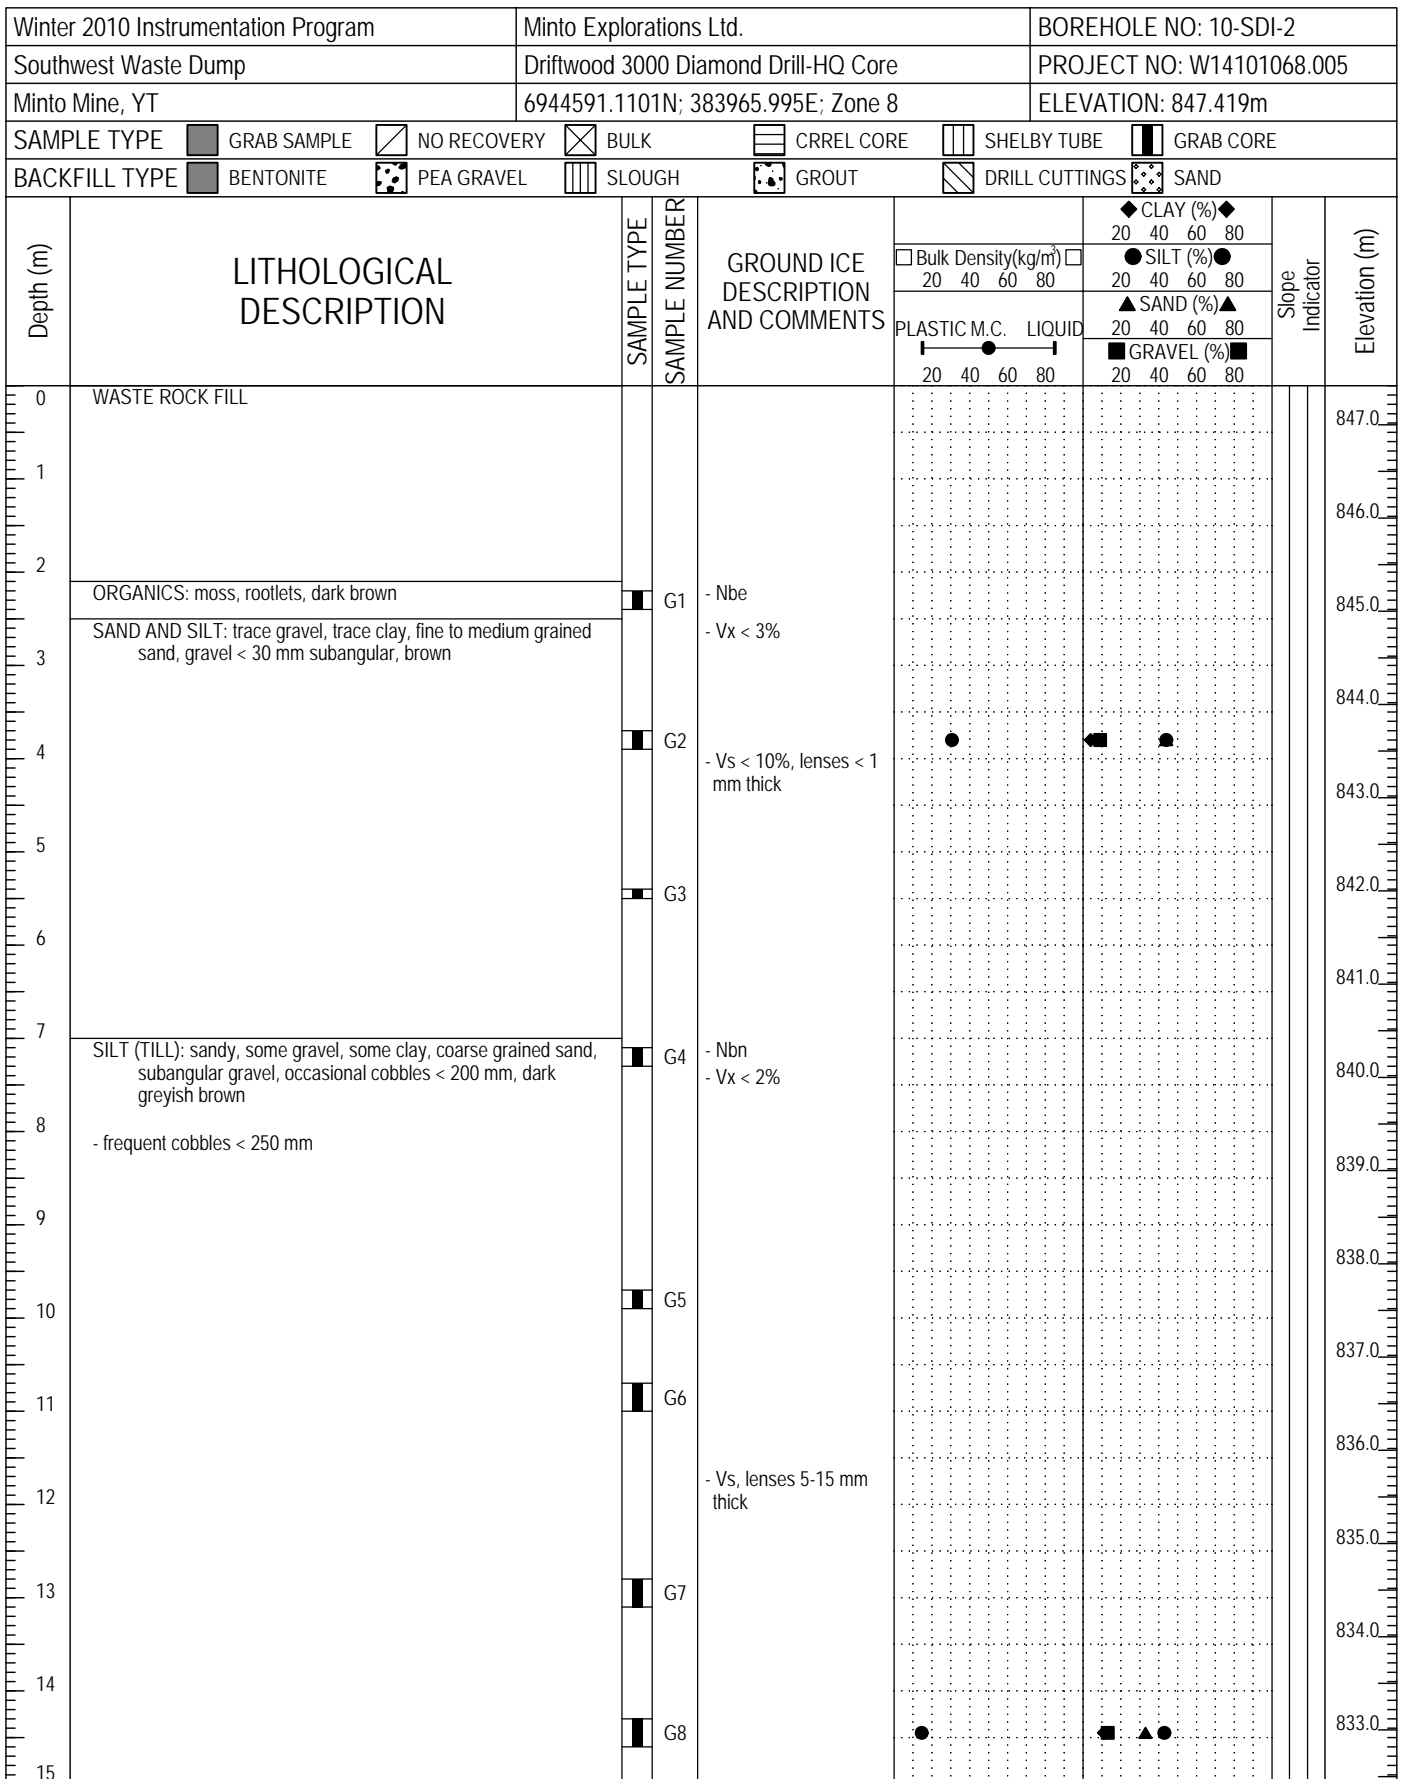 Winter 2010 Instrumentation Program
Minto Explorations Ltd.
BOREHOLE NO: 10-SDI-2
Southwest Waste Dump
Driftwood 3000 Diamond Drill-HQ Core
PROJECT NO: W14101068.005
Minto Mine, YT
6944591.1101N; 383965.995E; Zone 8
ELEVATION: 847.419m
SAMPLE TYPE
GRAB SAMPLE
NO RECOVERY
BULK
CRREL CORE
SHELBY TUBE
GRAB CORE
BACKFILL TYPE
BENTONITE
PEA GRAVEL
SLOUGH
GROUT
DRILL CUTTINGS
SAND
Depth (m)
LITHOLOGICAL
DESCRIPTION
SAMPLE TYPE
SAMPLE NUMBER
GROUND ICE
DESCRIPTION
AND COMMENTS
Bulk Density(kg/m³)
20 40 60 80
PLASTIC M.C. LIQUID
20 40 60 80
CLAY (%)
20 40 60 80
SILT (%)
20 40 60 80
SAND (%)
20 40 60 80
GRAVEL (%)
20 40 60 80
Slope
Indicator
Elevation (m)
0
WASTE ROCK FILL
847.0
1
846.0
2
ORGANICS: moss, rootlets, dark brown
G1
- Nbe
845.0
SAND AND SILT: trace gravel, trace clay, fine to medium grained
sand, gravel < 30 mm subangular, brown
- Vx < 3%
3
844.0
G2
4
- Vs < 10%, lenses < 1
mm thick
843.0
5
G3
842.0
6
841.0
7
SILT (TILL): sandy, some gravel, some clay, coarse grained sand,
subangular gravel, occasional cobbles < 200 mm, dark
greyish brown
G4
- Nbn
- Vx < 2%
840.0
8
- frequent cobbles < 250 mm
839.0
9
838.0
G5
10
837.0
G6
11
836.0
- Vs, lenses 5-15 mm
thick
12
835.0
13
G7
834.0
14
G8
833.0
15